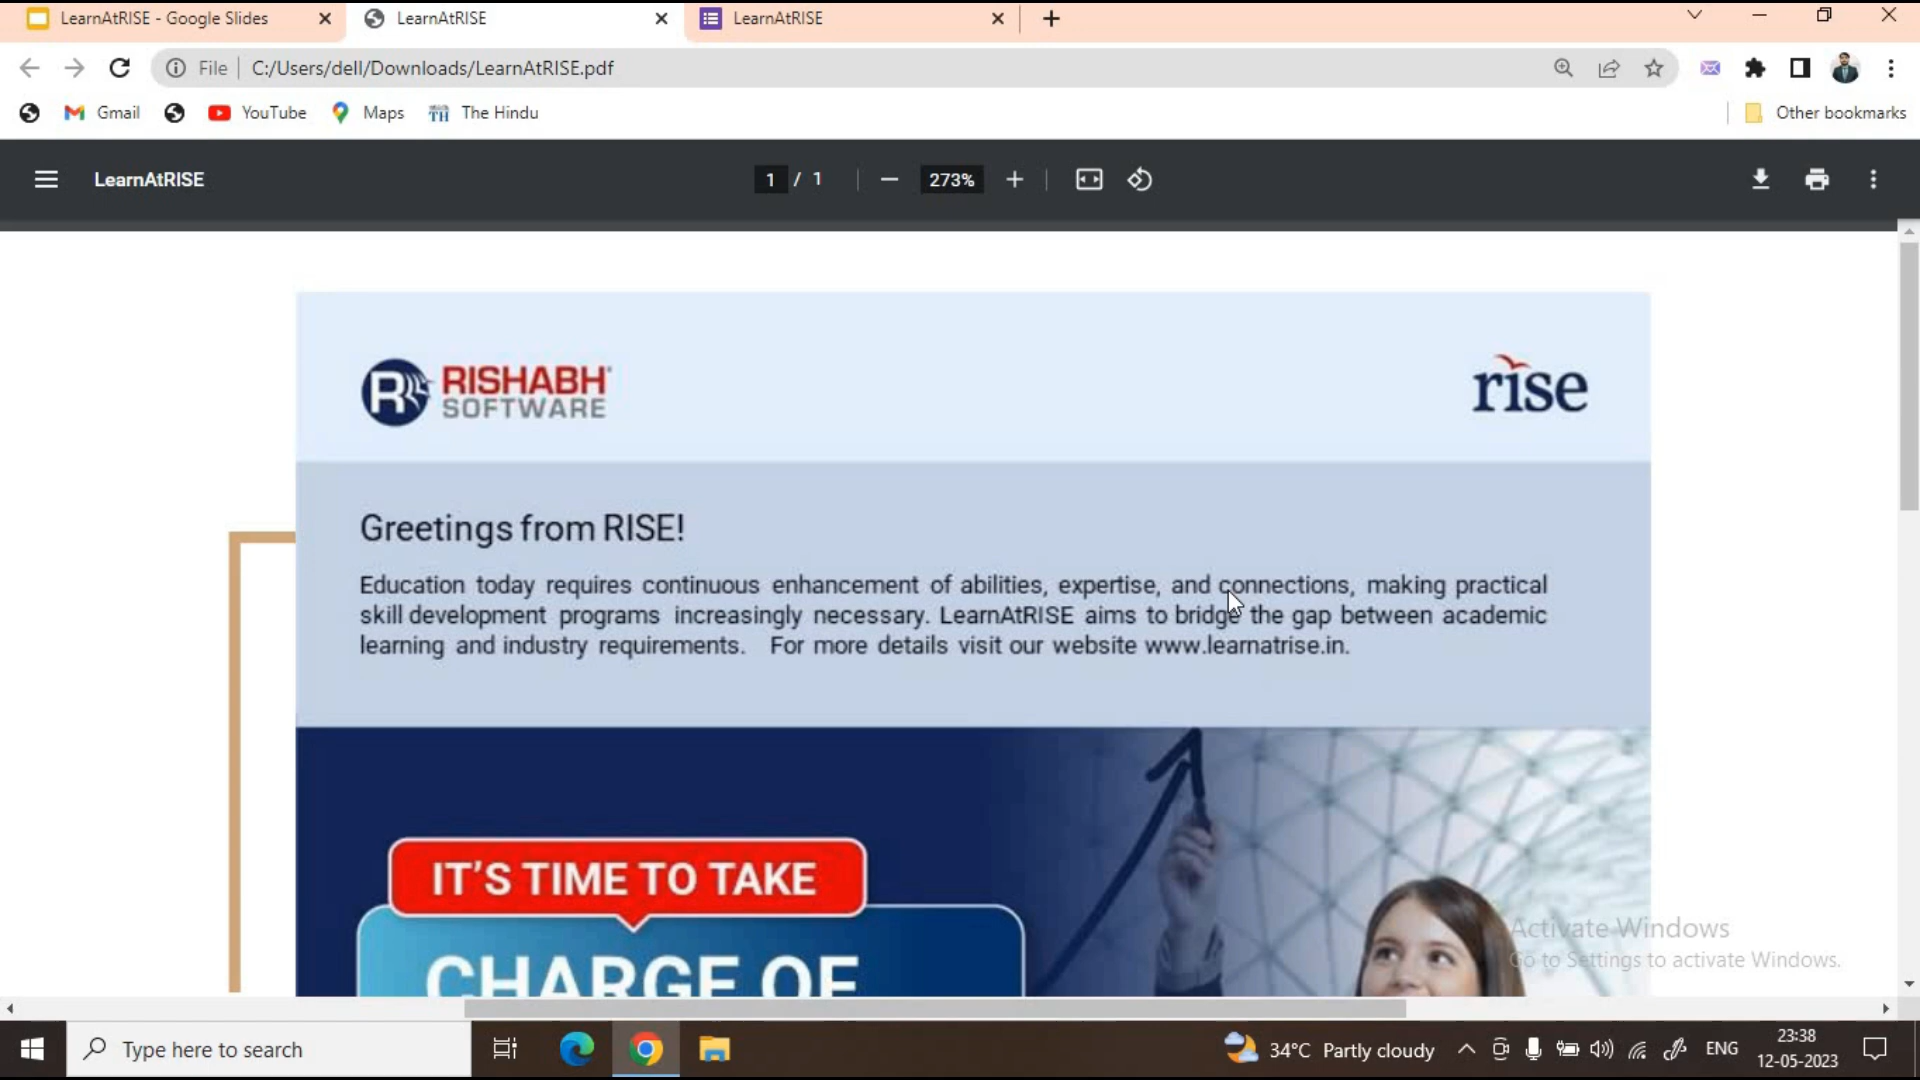 LearnAtRISE - Google Slides
LearnAtRISE
LearnAtRISE
File
C:/Users/dell/Downloads/LearnAtRISE.pdf
Gmail
YouTube
Maps
TH
The Hindu
Other bookmarks
LearnAtRISE
1 / 1
273%
R RISHABH
SOFTWARE
rise
Greetings from RISE!
Education today requires continuous enhancement of abilities, expertise, and connections, making practical
skill development programs increasingly necessary. LearnAtRISE aims to bridge the gap between academic
learning and industry requirements. For more details visit our website www.learnatrise.in.
IT'S TIME TO TAKE
CHARGE OF
Activate Windows
Go to Settings to activate Windows.
Type here to search
34°C Partly cloudy
ENG
23:38
12-05-2023